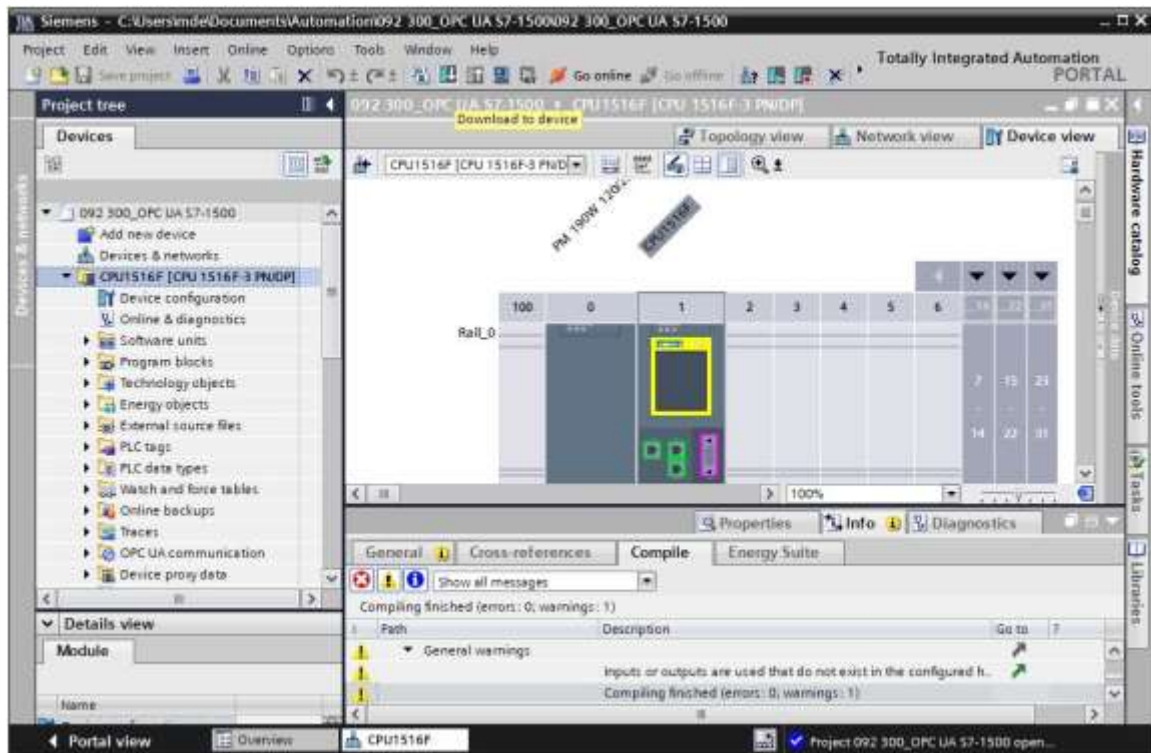 Siemens - C:\Users\mde\Documents\Automation\092_300_OPC UA S7-1500\092_300_OPC UA S7-1500
Project Edit View Insert Online Options Tools Window Help
Totally Integrated Automation
PORTAL
Save project Go online Go offline
Project tree
092 300_OPC UA S7-1500 CPU1516F [CPU 1516F-3 PN/DP]
Download to device
Devices
Topology view Network view Device view
CPU1516F [CPU 1516F-3 PN/D
092 300_OPC UA S7-1500
Add new device
Devices & networks
CPU1516F [CPU 1516F-3 PN/DP]
Device configuration
Online & diagnostics
Software units
Program blocks
Technology objects
Energy objects
External source files
PLC tags
PLC data types
Watch and force tables
Online backups
Traces
OPC UA communication
Device proxy data
PM 190W
CPU1516F
100 0 1 2 3 4 5 6
Rail_0
7 15 23
14 22 31
100%
Properties Info Diagnostics
General Cross-references Compile Energy Suite
Show all messages
Compiling finished (errors: 0; warnings: 1)
! Path Description Go to ?
General warnings
Inputs or outputs are used that do not exist in the configured h..
Compiling finished (errors: 0; warnings: 1)
Details view
Module
Name
Devices & networks
Hardware catalog
Online tools
Tasks
Libraries
Portal view Overview CPU1516F Project 092 300_OPC UA S7-1500 open...